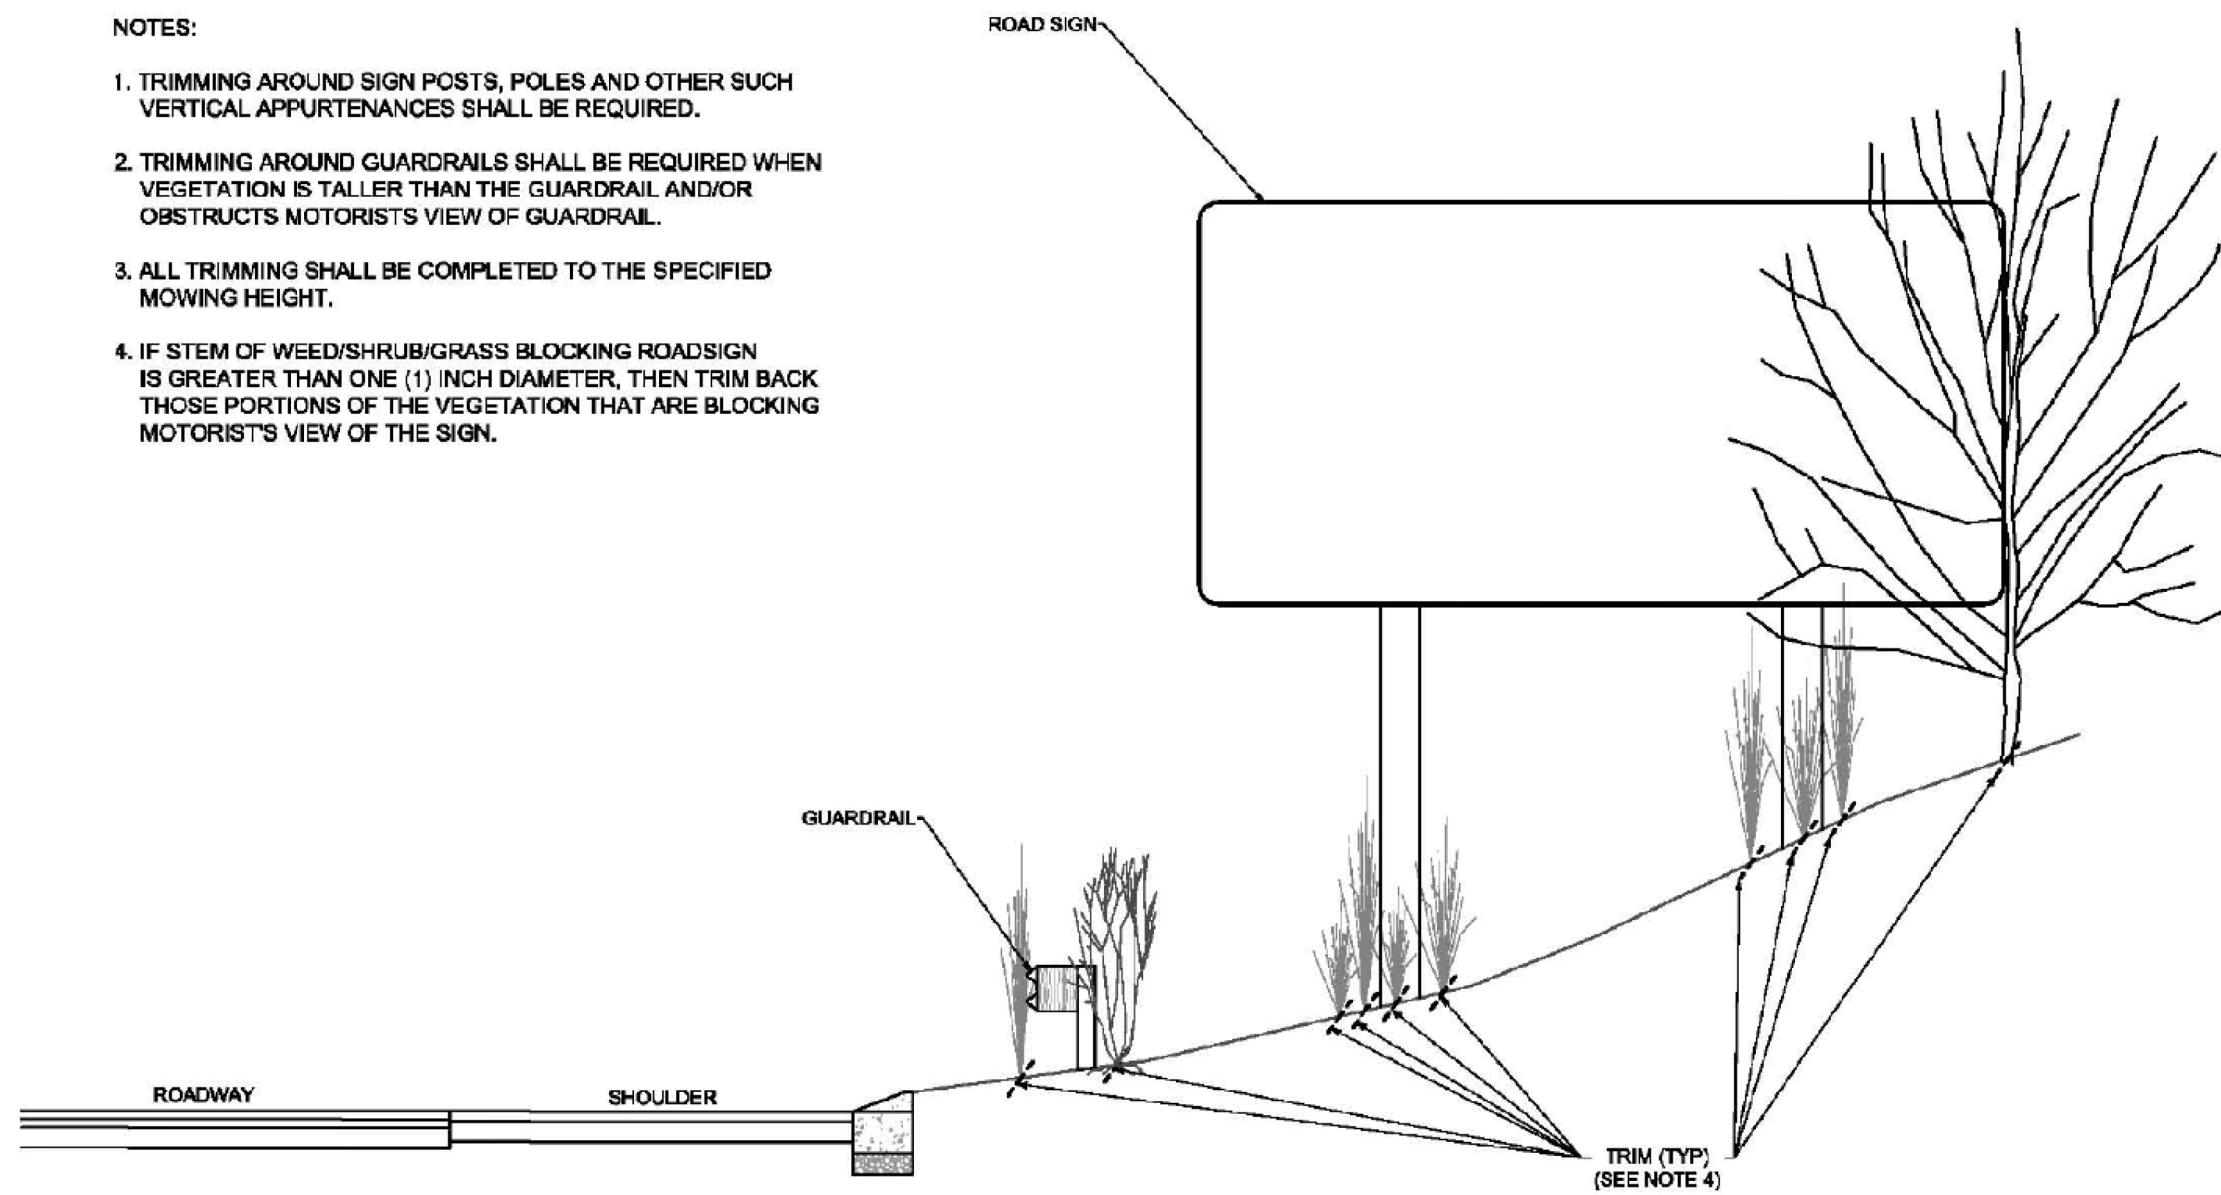 NOTES:
1. TRIMMING AROUND SIGN POSTS, POLES AND OTHER SUCH
VERTICAL APPURTENANCES SHALL BE REQUIRED.
2. TRIMMING AROUND GUARDRAILS SHALL BE REQUIRED WHEN
VEGETATION IS TALLER THAN THE GUARDRAIL AND/OR
OBSTRUCTS MOTORISTS VIEW OF GUARDRAIL.
3. ALL TRIMMING SHALL BE COMPLETED TO THE SPECIFIED
MOWING HEIGHT.
4. IF STEM OF WEED/SHRUB/GRASS BLOCKING ROADSIGN
IS GREATER THAN ONE (1) INCH DIAMETER, THEN TRIM BACK
THOSE PORTIONS OF THE VEGETATION THAT ARE BLOCKING
MOTORIST'S VIEW OF THE SIGN.
ROAD SIGN
GUARDRAIL
ROADWAY
SHOULDER
TRIM (TYP)
(SEE NOTE 4)